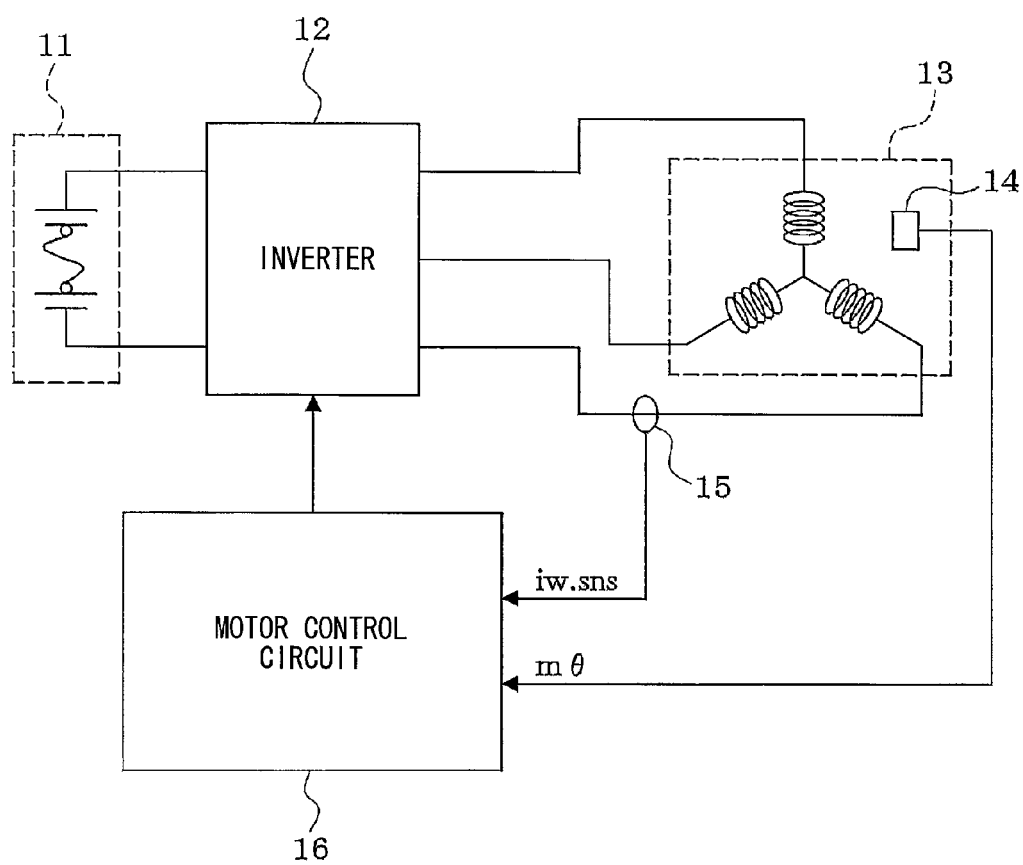 11
12
13
14
INVERTER
15
iw.sns
MOTOR CONTROL
CIRCUIT
m θ
16